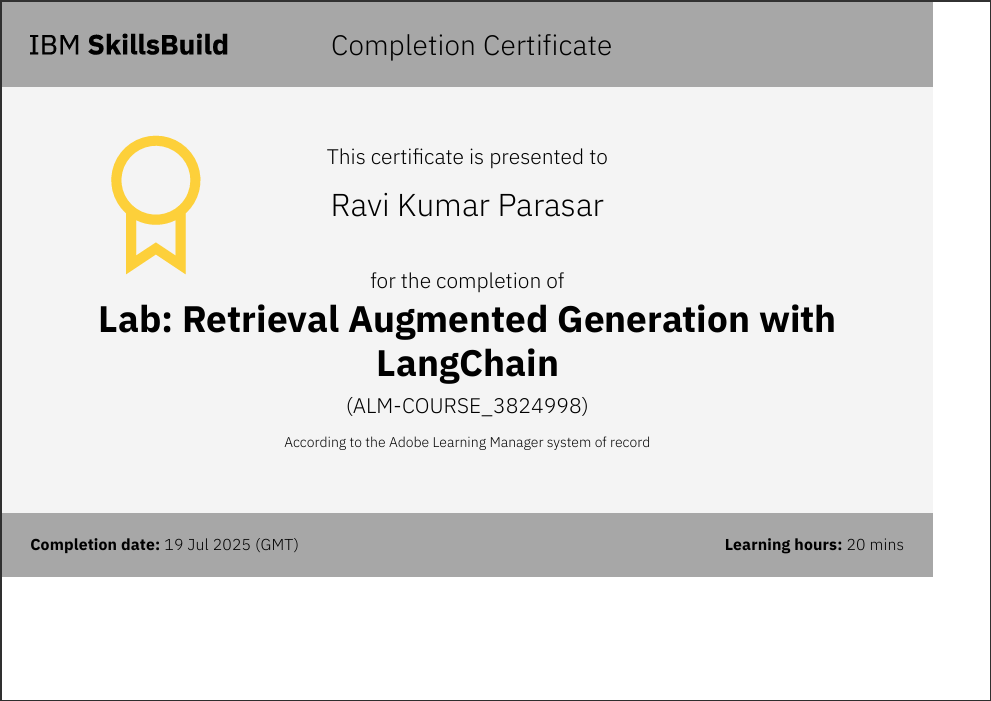 IBM SkillsBuild
Completion Certificate
This certificate is presented to
Ravi Kumar Parasar
for the completion of
Lab: Retrieval Augmented Generation with
LangChain
(ALM-COURSE_3824998)
According to the Adobe Learning Manager system of record
Completion date: 19 Jul 2025 (GMT)
Learning hours: 20 mins